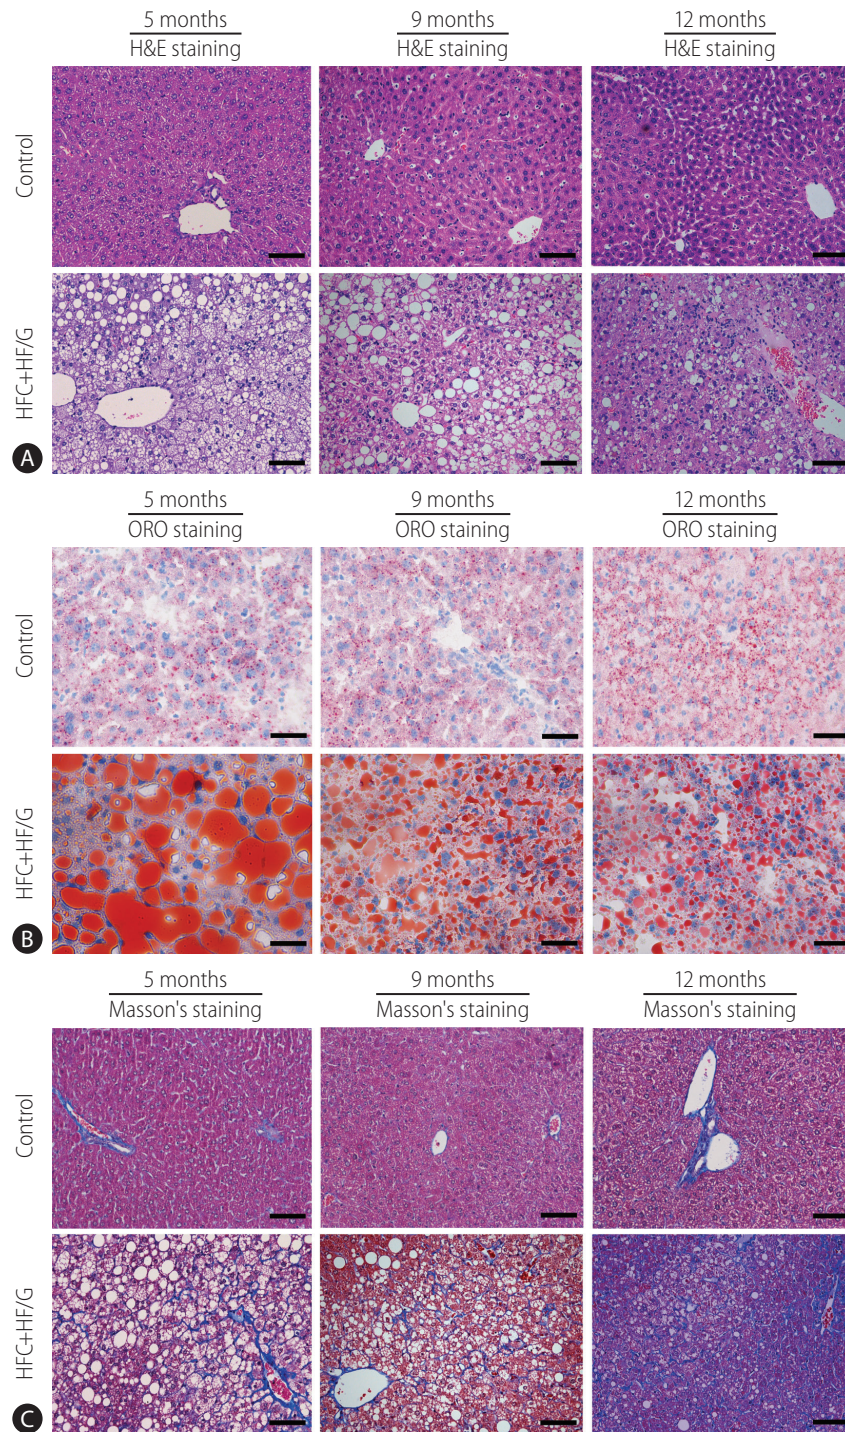 5 months 9 months 12 months
H&E staining H&E staining H&E staining
Control
HFC+HF/G
A
5 months 9 months 12 months
ORO staining ORO staining ORO staining
Control
HFC+HF/G
B
5 months 9 months 12 months
Masson's staining Masson's staining Masson's staining
Control
HFC+HF/G
C